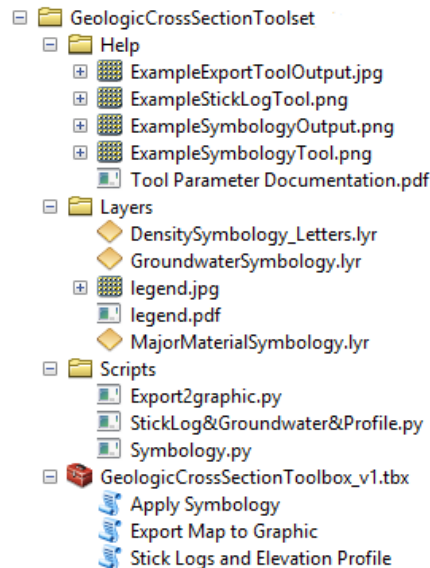 GeologicCrossSectionToolset
Help
ExampleExportToolOutput.jpg
ExampleStickLogTool.png
ExampleSymbologyOutput.png
ExampleSymbologyTool.png
Tool Parameter Documentation.pdf
Layers
DensitySymbology_Letters.lyr
GroundwaterSymbology.lyr
legend.jpg
legend.pdf
MajorMaterialSymbology.lyr
Scripts
Export2graphic.py
StickLog&Groundwater&Profile.py
Symbology.py
GeologicCrossSectionToolbox_v1.tbx
Apply Symbology
Export Map to Graphic
Stick Logs and Elevation Profile